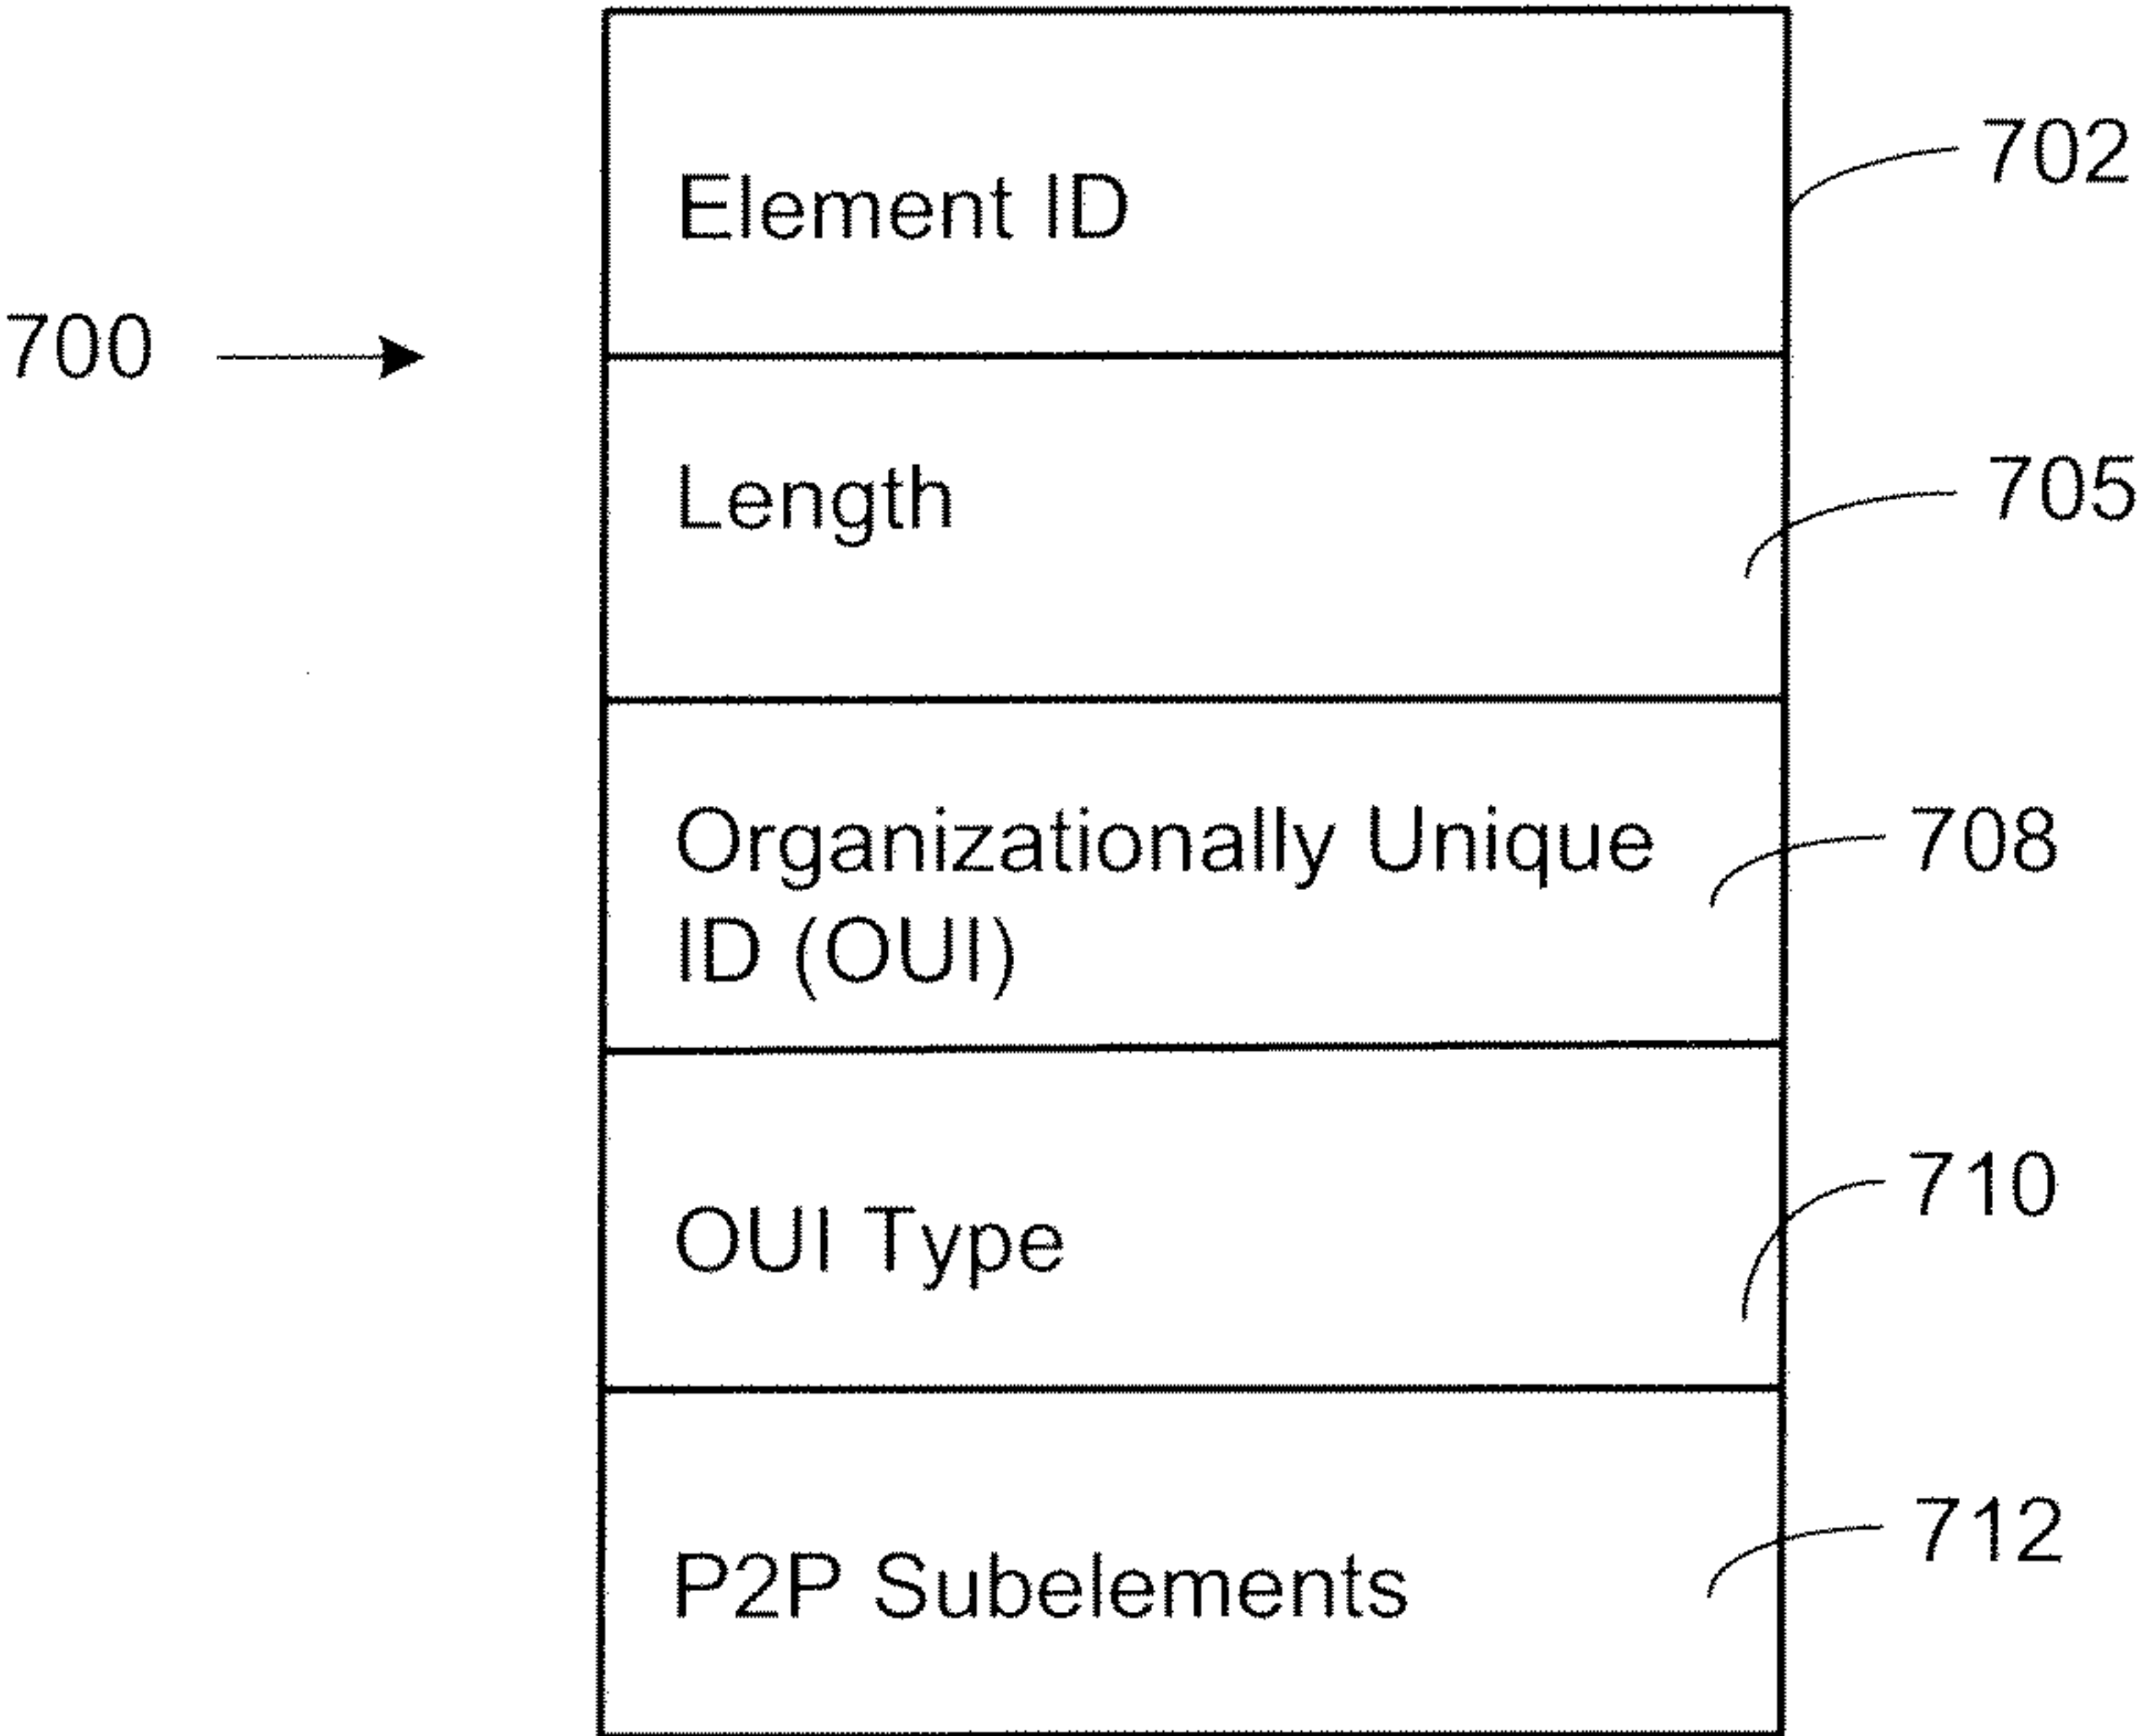 Element ID
702
700
Length
705
Organizationally Unique
ID (OUI)
708
OUI Type
710
P2P Subelements
712